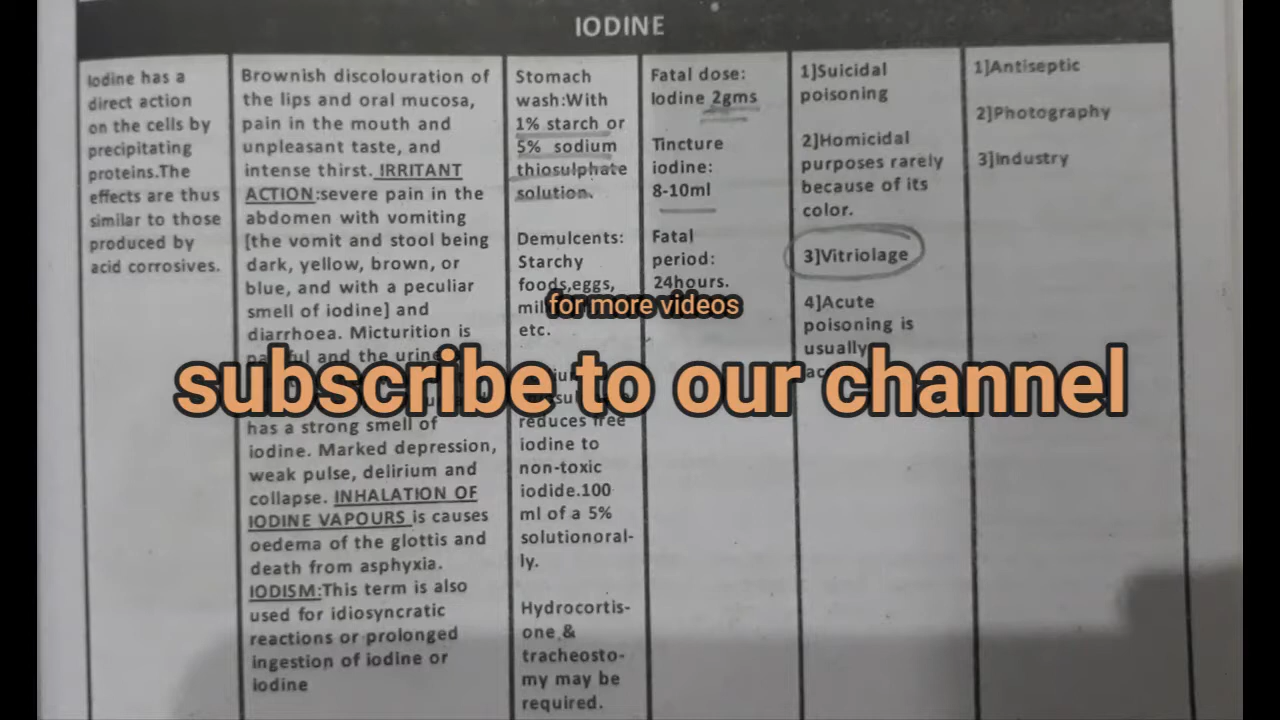 IODINE
Iodine has a
direct action
on the cells by
precipitating
proteins.The
effects are thus
similar to those
produced by
acid corrosives.
Brownish discolouration of
the lips and oral mucosa,
pain in the mouth and
unpleasant taste, and
intense thirst. IRRITANT
ACTION:severe pain in the
abdomen with vomiting
[the vomit and stool being
dark, yellow, brown, or
blue, and with a peculiar
smell of iodine] and
diarrhoea. Micturition is
and the urine
has a strong smell of
iodine. Marked depression,
weak pulse, delirium and
collapse. INHALATION OF
IODINE VAPOURS is causes
oedema of the glottis and
death from asphyxia.
IODISM:This term is also
used for idiosyncratic
reactions or prolonged
ingestion of iodine or
iodine
Stomach
wash:With
1% starch or
5% sodium
thiosulphate
solution.
Demulcents:
Starchy
foods,eggs,
etc.
reduces free
iodine to
non-toxic
iodide.100
ml of a 5%
solutionoral-
ly.
Hydrocortis-
one &
tracheosto-
my may be
required.
Fatal dose:
Iodine 2gms
Tincture
iodine:
8-10ml
Fatal
period:
24hours.
1]Suicidal
poisoning
2]Homicidal
purposes rarely
because of its
color.
3]Vitriolage
4]Acute
poisoning is
usually
1]Antiseptic
2]Photography
3]Industry
for more videos
subscribe to our channel